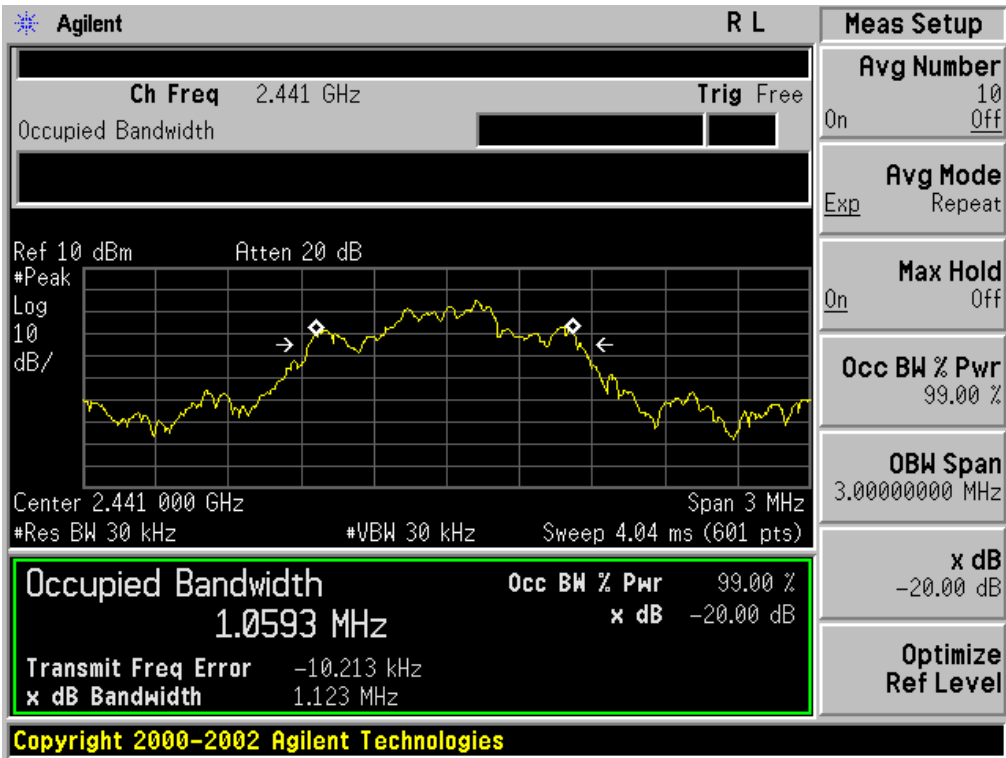 Agilent R L
Ch Freq 2.441 GHz Trig Free
Occupied Bandwidth
Ref 10 dBm Atten 20 dB
#Peak
Log
10
dB/
Center 2.441 000 GHz Span 3 MHz
#Res BW 30 kHz #VBW 30 kHz Sweep 4.04 ms (601 pts)
Occupied Bandwidth Occ BW % Pwr 99.00 %
1.0593 MHz x dB -20.00 dB
Transmit Freq Error -10.213 kHz
x dB Bandwidth 1.123 MHz
Copyright 2000-2002 Agilent Technologies
Meas Setup
Avg Number
10
On Off
Avg Mode
Exp Repeat
Max Hold
On Off
Occ BW % Pwr
99.00 %
OBW Span
3.00000000 MHz
x dB
-20.00 dB
Optimize
Ref Level